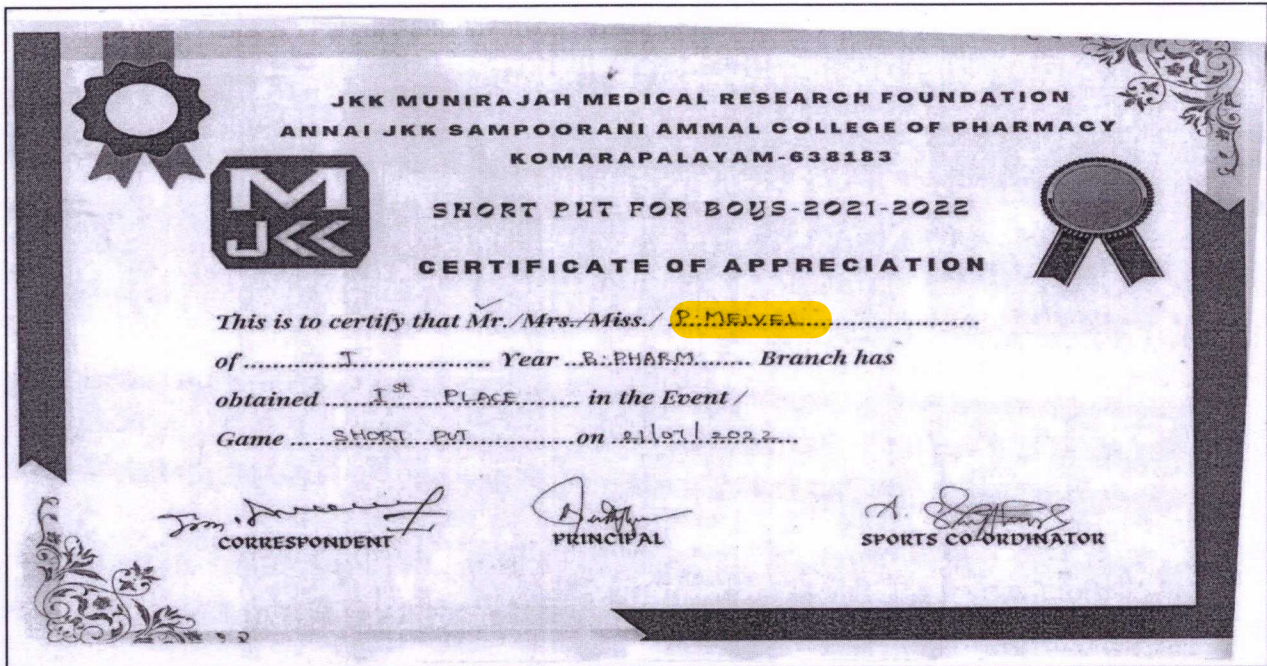 JKK MUNIRAJAH MEDICAL RESEARCH FOUNDATION
ANNAI JKK SAMPOORANI AMMAL COLLEGE OF PHARMACY
KOMARAPALAYAM-638183
M
JKK
SHORT PUT FOR BOYS-2021-2022
CERTIFICATE OF APPRECIATION
This is to certify that Mr./Mrs./Miss./ P. MEIVEL
of I Year B.PHARM Branch has
obtained Ist PLACE in the Event /
Game SHORT PUT on 21/07/2022
CORRESPONDENT PRINCIPAL SPORTS CO-ORDINATOR